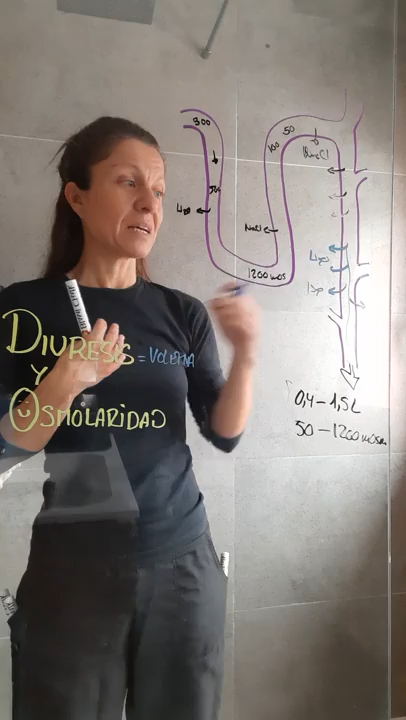 300
H₂O
NaCl
1200 mOs
100
50
NaCl
H₂O
H₂O
DIURESIS = VOLEMIA
Y
OSMOLARIDAD
0,4 – 1,5L
50 – 1200 mOsm